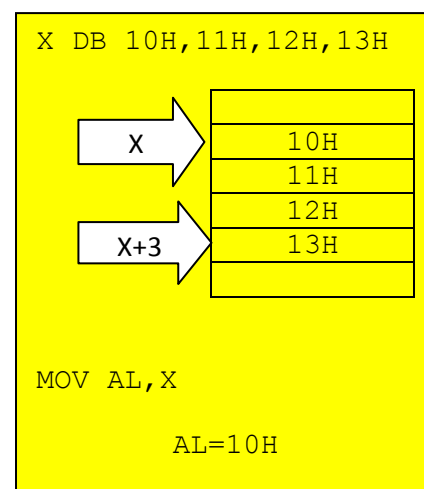 X DB 10H,11H,12H,13H
X
10H
11H
12H
X+3
13H
MOV AL,X
AL=10H